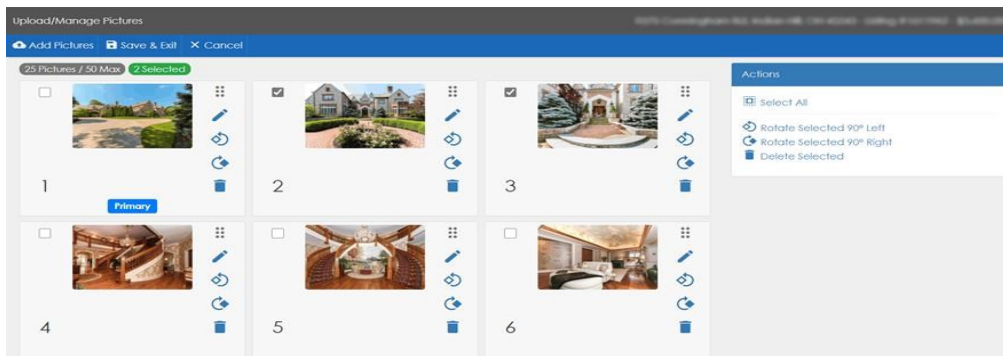 Upload/Manage Pictures
Add Pictures Save & Exit Cancel
25 Pictures / 50 Max 2 Selected
1
Primary
2
3
4
5
6
Actions
Select All
Rotate Selected 90° Left
Rotate Selected 90° Right
Delete Selected